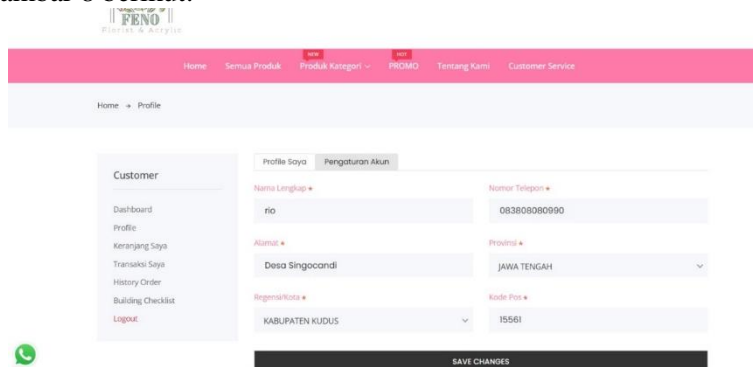 FENO
Florist & Acrylic
NEW HOT
Home Semua Produk Produk Kategori PROMO Tentang Kami Customer Service
Home → Profile
Customer
Dashboard
Profile
Keranjang Saya
Transaksi Saya
History Order
Building Checklist
Logout
Profile Saya Pengaturan Akun
Nama Lengkap * Nomor Telepon *
rio 083808080990
Alamat * Provinsi *
Desa Singocandi JAWA TENGAH
Regensi/Kota * Kode Pos *
KABUPATEN KUDUS 15561
SAVE CHANGES